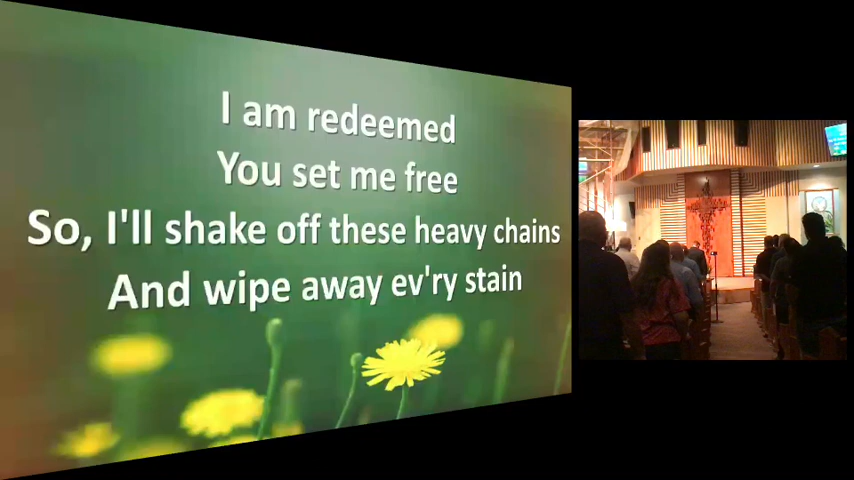 I am redeemed
You set me free
So, I'll shake off these heavy chains
And wipe away ev'ry stain